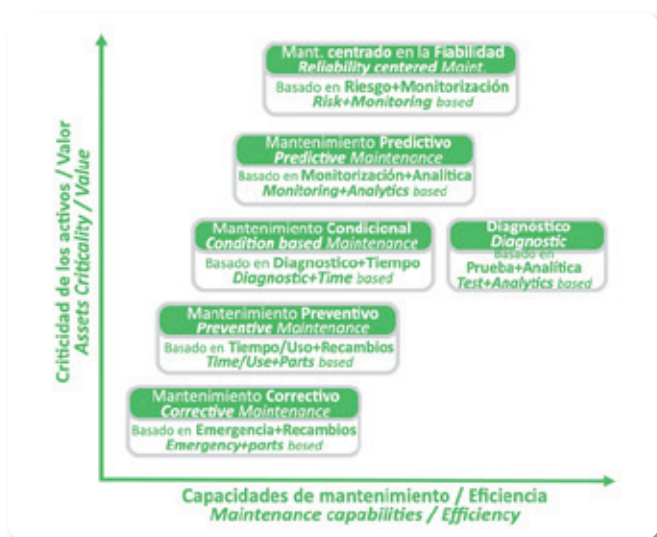 Mant. centrado en la Fiabilidad
Reliability centered Maint.
Basado en Riesgo+Monitorización
Risk+Monitoring based
Mantenimiento Predictivo
Predictive Maintenance
Basado en Monitorización+Analítica
Monitoring+Analytics based
Mantenimiento Condicional
Condition based Maintenance
Basado en Diagnostico+Tiempo
Diagnostic+Time based
Diagnóstico
Diagnostic
Basado en
Prueba+Analítica
Test+Analytics based
Mantenimiento Preventivo
Preventive Maintenance
Basado en Tiempo/Uso+Recambios
Time/Use+Parts based
Mantenimiento Correctivo
Corrective Maintenance
Basado en Emergencia+Recambios
Emergency+parts based
Criticidad de los activos / Valor
Assets Criticality / Value
Capacidades de mantenimiento / Eficiencia
Maintenance capabilities / Efficiency